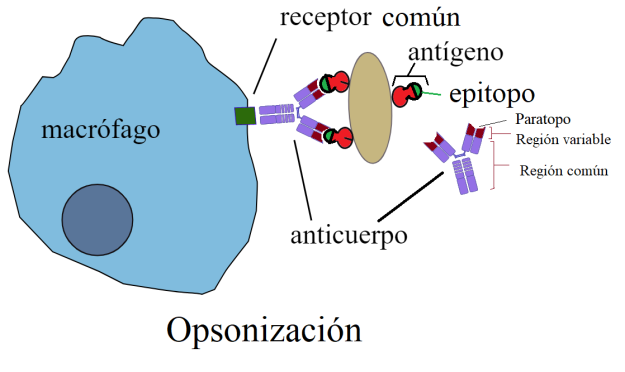 receptor común
antígeno
epitopo
macrófago
Paratopo
Región variable
Región común
anticuerpo
Opsonización